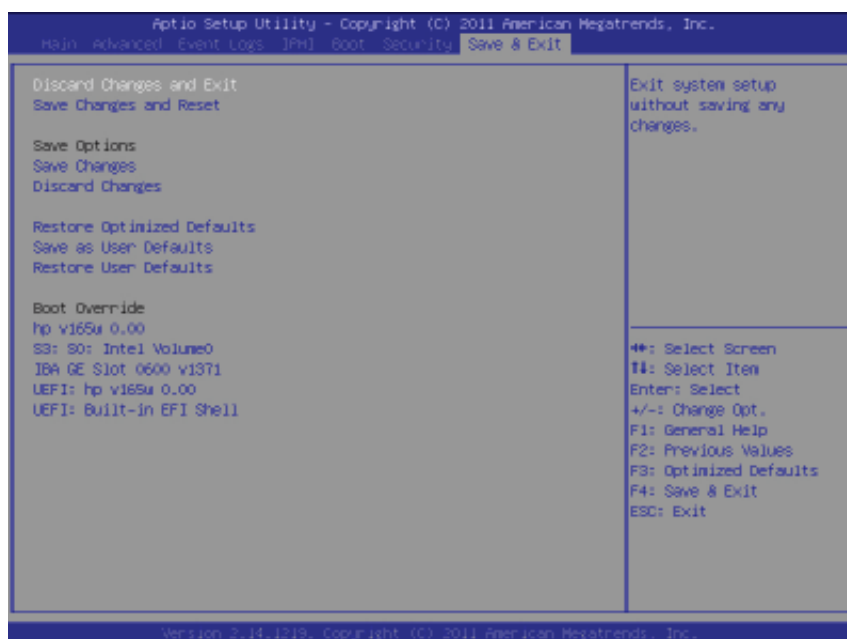 Aptio Setup Utility - Copyright (C) 2011 American Megatrends, Inc.
Main Advanced Event Logs IPMI Boot Security Save & Exit
Discard Changes and Exit
Save Changes and Reset
Save Options
Save Changes
Discard Changes
Restore Optimized Defaults
Save as User Defaults
Restore User Defaults
Boot Override
hp v165w 0.00
S3: S0: Intel Volume0
IBA GE Slot 0600 v1371
UEFI: hp v165w 0.00
UEFI: Built-in EFI Shell
Exit system setup
without saving any
changes.
↔: Select Screen
↑↓: Select Item
Enter: Select
+/-: Change Opt.
F1: General Help
F2: Previous Values
F3: Optimized Defaults
F4: Save & Exit
ESC: Exit
Version 2.14.1219. Copyright (C) 2011 American Megatrends, Inc.